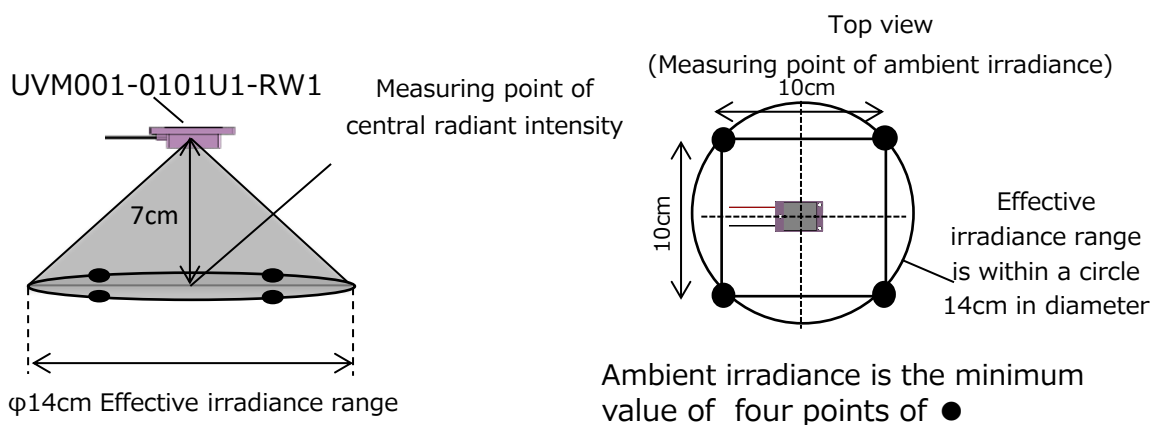 UVM001-0101U1-RW1
Measuring point of
central radiant intensity
7cm
φ14cm Effective irradiance range
Top view
(Measuring point of ambient irradiance)
10cm
10cm
Effective
irradiance range
is within a circle
14cm in diameter
Ambient irradiance is the minimum
value of four points of ●